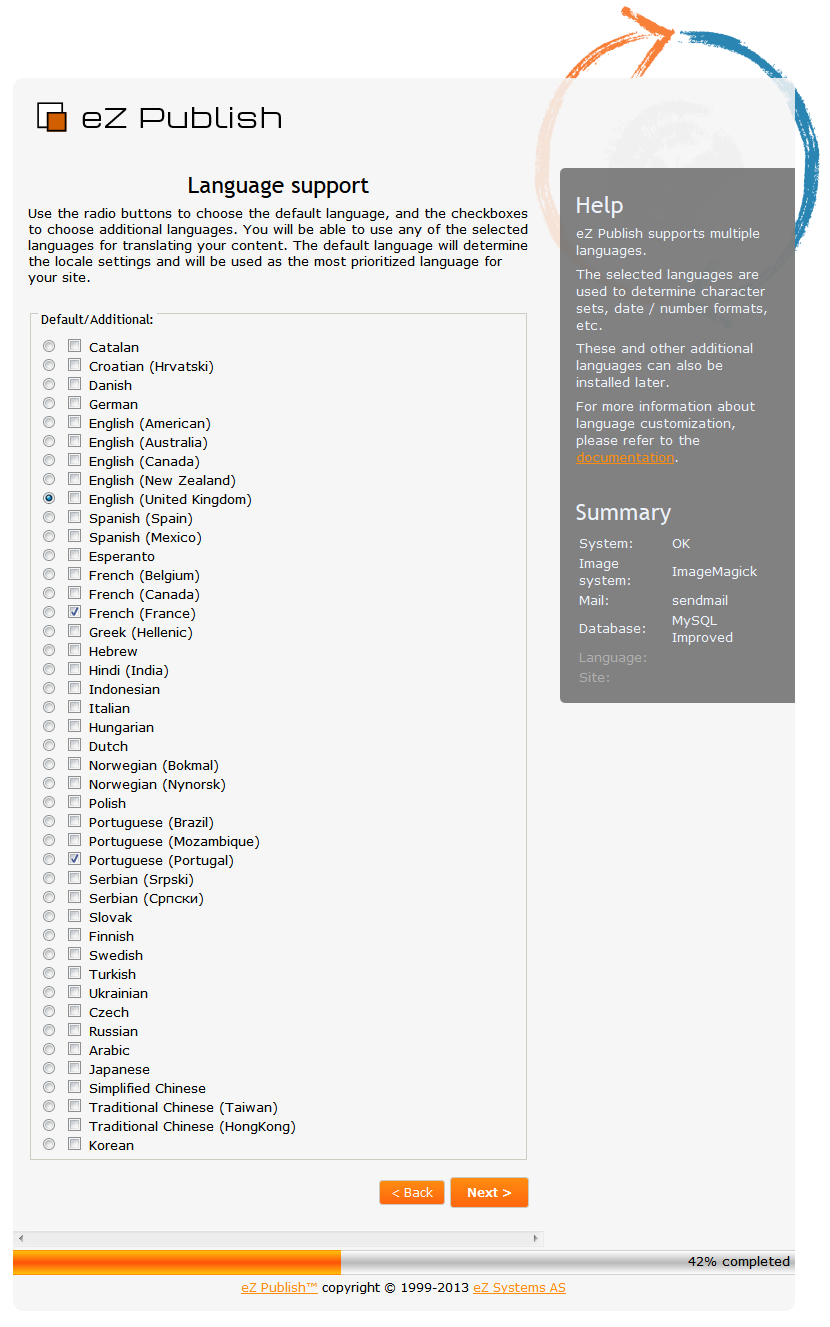 eZ Publish
Language support
Use the radio buttons to choose the default language, and the checkboxes
to choose additional languages. You will be able to use any of the selected
languages for translating your content. The default language will determine
the locale settings and will be used as the most prioritized language for
your site.
Default/Additional:
Catalan
Croatian (Hrvatski)
Danish
German
English (American)
English (Australia)
English (Canada)
English (New Zealand)
English (United Kingdom)
Spanish (Spain)
Spanish (Mexico)
Esperanto
French (Belgium)
French (Canada)
French (France)
Greek (Hellenic)
Hebrew
Hindi (India)
Indonesian
Italian
Hungarian
Dutch
Norwegian (Bokmal)
Norwegian (Nynorsk)
Polish
Portuguese (Brazil)
Portuguese (Mozambique)
Portuguese (Portugal)
Serbian (Srpski)
Serbian (Српски)
Slovak
Finnish
Swedish
Turkish
Ukrainian
Czech
Russian
Arabic
Japanese
Simplified Chinese
Traditional Chinese (Taiwan)
Traditional Chinese (HongKong)
Korean
< Back Next >
Help
eZ Publish supports multiple
languages.
The selected languages are
used to determine character
sets, date / number formats,
etc.
These and other additional
languages can also be
installed later.
For more information about
language customization,
please refer to the
documentation.
Summary
System: OK
Image
system: ImageMagick
Mail: sendmail
Database: MySQL
Improved
Language:
Site:
42% completed
eZ Publish™ copyright © 1999-2013 eZ Systems AS